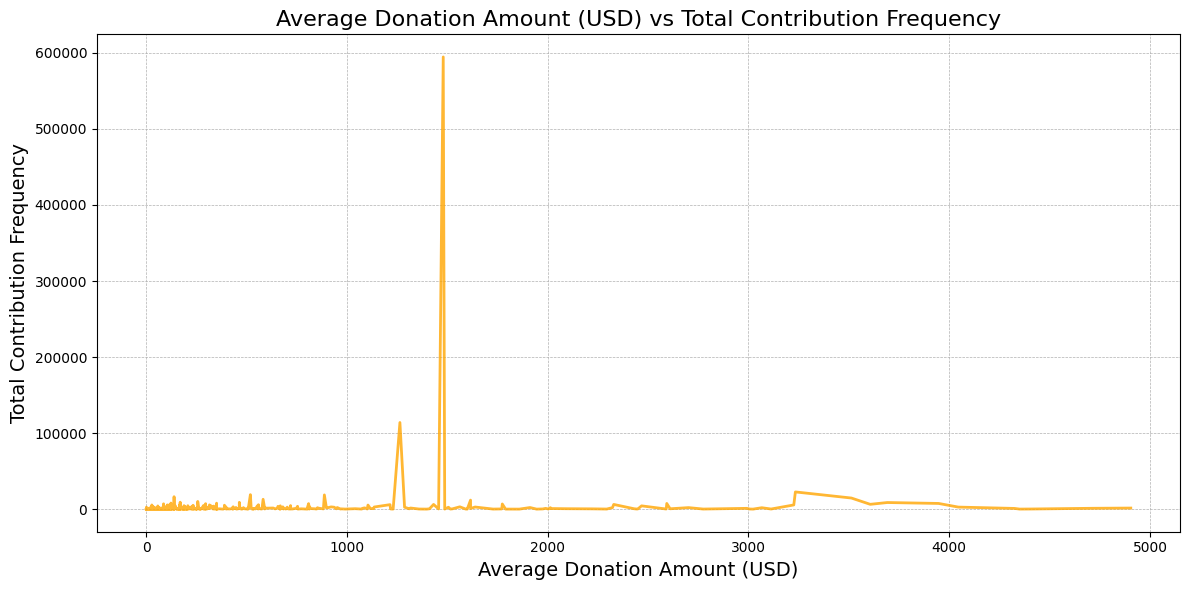 Average Donation Amount (USD) vs Total Contribution Frequency
Total Contribution Frequency
600000
500000
400000
300000
200000
100000
0
0 1000 2000 3000 4000 5000
Average Donation Amount (USD)